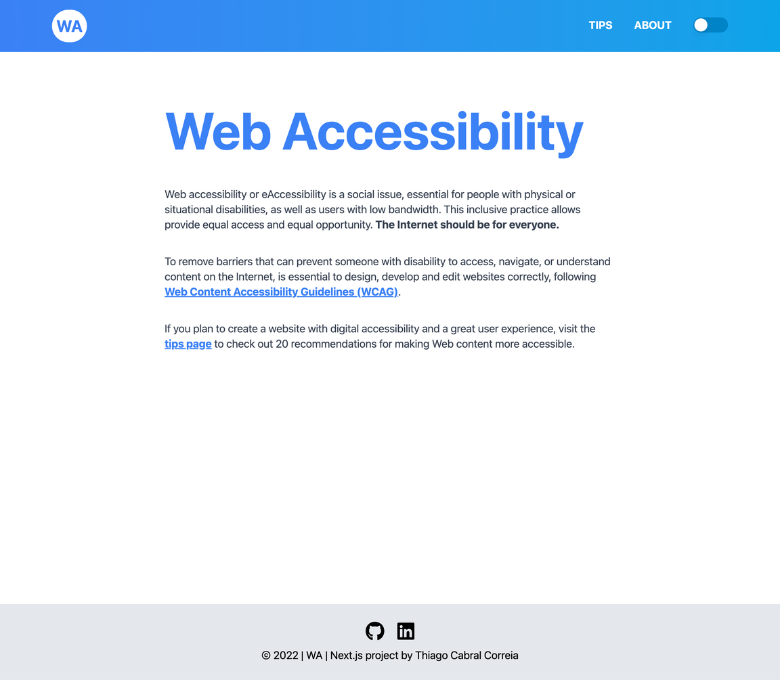 WA
TIPS ABOUT
Web Accessibility
Web accessibility or eAccessibility is a social issue, essential for people with physical or
situational disabilities, as well as users with low bandwidth. This inclusive practice allows
provide equal access and equal opportunity. The Internet should be for everyone.
To remove barriers that can prevent someone with disability to access, navigate, or understand
content on the Internet, is essential to design, develop and edit websites correctly, following
Web Content Accessibility Guidelines (WCAG).
If you plan to create a website with digital accessibility and a great user experience, visit the
tips page to check out 20 recommendations for making Web content more accessible.
in
© 2022 | WA | Next.js project by Thiago Cabral Correia